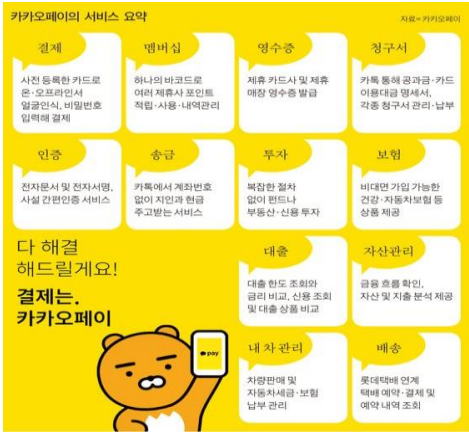 카카오페이의 서비스 요약
자료=카카오페이
결제
사전 등록한 카드로
온·오프라인서
얼굴인식, 비밀번호
입력해 결제
멤버십
하나의 바코드로
여러 제휴사 포인트
적립·사용·내역관리
영수증
제휴 카드사 및 제휴
매장 영수증 발급
청구서
카톡 통해 공과금·카드
이용대금 명세서,
각종 청구서 관리·납부
인증
전자문서 및 전자서명,
사설 간편인증 서비스
송금
카톡에서 계좌번호
없이 지인과 현금
주고받는 서비스
투자
복잡한 절차
없이 펀드나
부동산·신용 투자
보험
비대면 가입 가능한
건강·자동차보험 등
상품 제공
다 해결
해드릴게요!
결제는.
카카오페이
pay
대출
대출 한도 조회와
금리 비교, 신용 조회
및 대출 상품 비교
자산관리
금융 흐름 확인,
자산 및 지출 분석 제공
내 차 관리
차량판매 및
자동차세금·보험
납부 관리
배송
롯데택배 연계
택배 예약·결제 및
예약 내역 조회